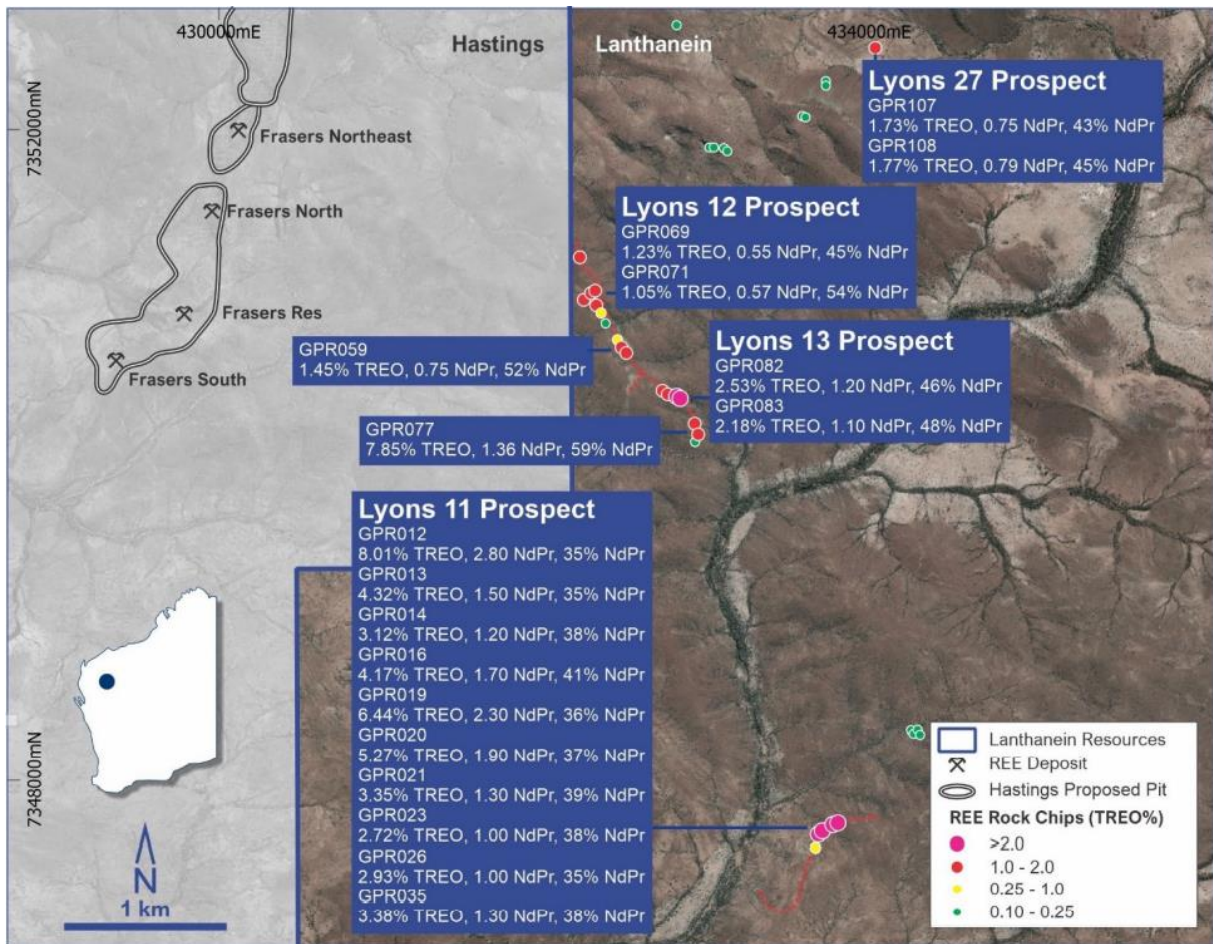 430000mE
434000mE
Hastings
Lanthanein
7352000mN
7348000mN
Frasers Northeast
Frasers North
Frasers Res
Frasers South
Lyons 27 Prospect
GPR107
1.73% TREO, 0.75 NdPr, 43% NdPr
GPR108
1.77% TREO, 0.79 NdPr, 45% NdPr
Lyons 12 Prospect
GPR069
1.23% TREO, 0.55 NdPr, 45% NdPr
GPR071
1.05% TREO, 0.57 NdPr, 54% NdPr
GPR059
1.45% TREO, 0.75 NdPr, 52% NdPr
Lyons 13 Prospect
GPR082
2.53% TREO, 1.20 NdPr, 46% NdPr
GPR083
2.18% TREO, 1.10 NdPr, 48% NdPr
GPR077
7.85% TREO, 1.36 NdPr, 59% NdPr
Lyons 11 Prospect
GPR012
8.01% TREO, 2.80 NdPr, 35% NdPr
GPR013
4.32% TREO, 1.50 NdPr, 35% NdPr
GPR014
3.12% TREO, 1.20 NdPr, 38% NdPr
GPR016
4.17% TREO, 1.70 NdPr, 41% NdPr
GPR019
6.44% TREO, 2.30 NdPr, 36% NdPr
GPR020
5.27% TREO, 1.90 NdPr, 37% NdPr
GPR021
3.35% TREO, 1.30 NdPr, 39% NdPr
GPR023
2.72% TREO, 1.00 NdPr, 38% NdPr
GPR026
2.93% TREO, 1.00 NdPr, 35% NdPr
GPR035
3.38% TREO, 1.30 NdPr, 38% NdPr
N
1 km
Lanthanein Resources
REE Deposit
Hastings Proposed Pit
REE Rock Chips (TREO%)
>2.0
1.0 - 2.0
0.25 - 1.0
0.10 - 0.25